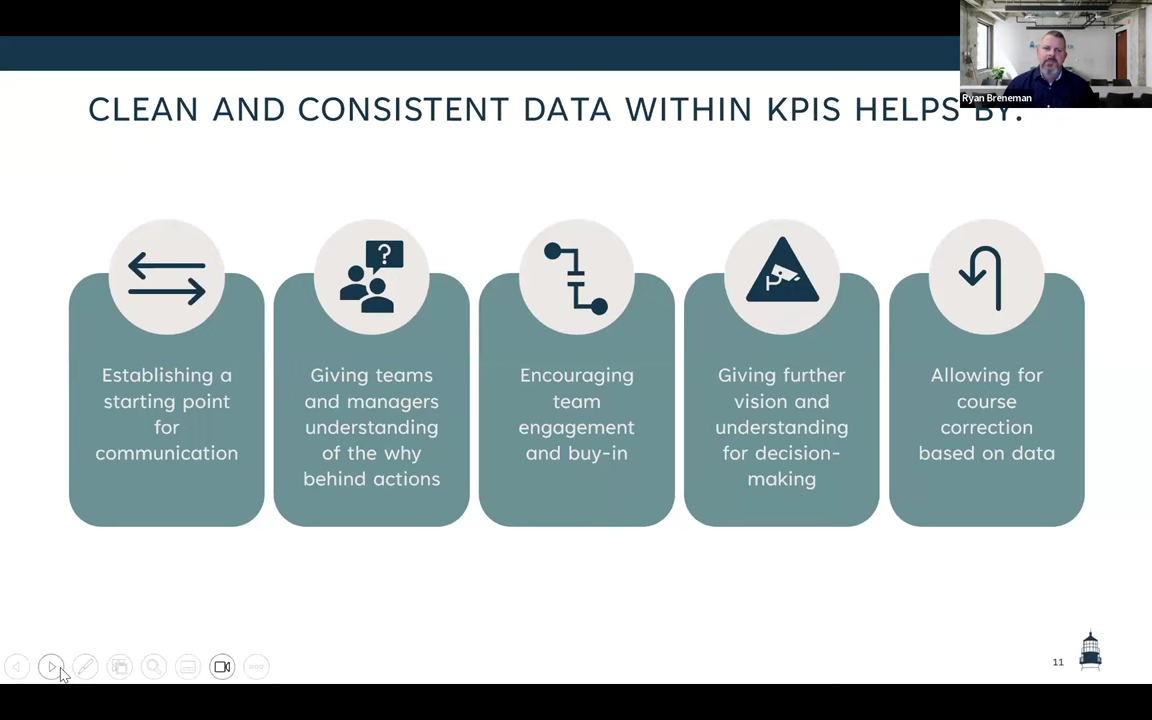 Ryan Breneman
CLEAN AND CONSISTENT DATA WITHIN KPIS HELPS BY:
?
Establishing a
starting point
for
communication
Giving teams
and managers
understanding
of the why
behind actions
Encouraging
team
engagement
and buy-in
Giving further
vision and
understanding
for decision-
making
Allowing for
course
correction
based on data
11